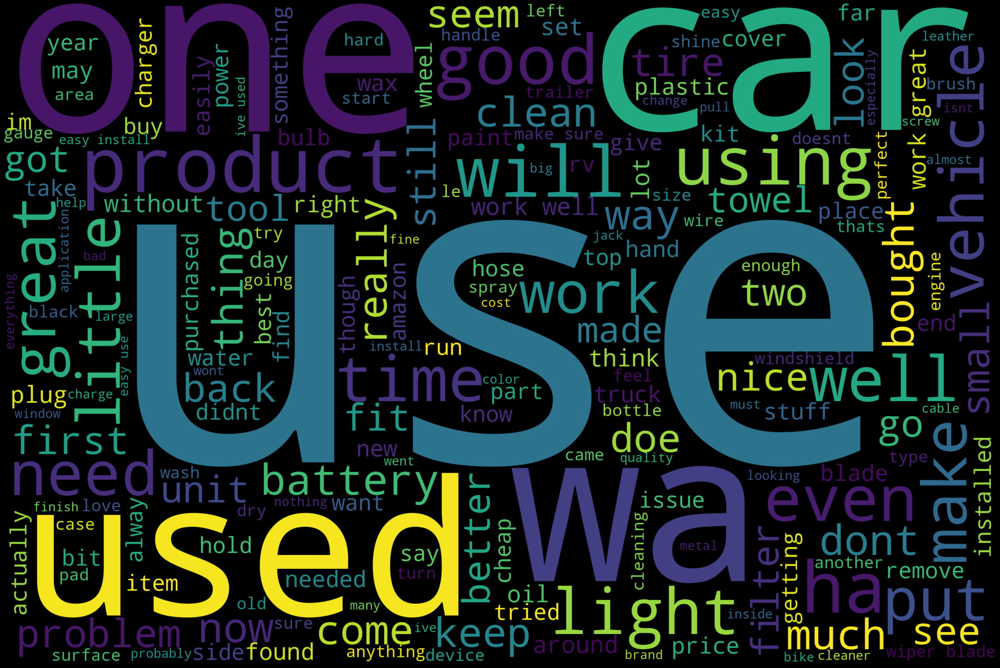 one
car
year
may
area
charger
easily
power
ive used
something
hard
wax
start
wheel
seem
left
handle
set
good
trailer
clean
easy
shine
cover
tire
plastic
change
pull
look
far
especially
leather
brush
great
isnt
screw
vehicle
im
gauge
buy
easy install
bulb
product
got
take
help
without
tool
right
still
paint
make sure
give
kit
doesnt
will
big
rv
le
lot
size
work well
using
towel
way
wire
perfect
work
almost
place
thats
bought
great
little
application
bad
everything
black
large
easy use
use
purchased
thing
try
day
going
best
find
really
fine
though
amazon
install
run
water
wont
back
didnt
time
hose
spray
cost
work
made
top
hand
jack
enough
two
engine
end
small
plug
charge
window
first
color
part
know
fit
new
went
think
feel
truck
bottle
doe
came
quality
windshield
nice
well
must
stuff
cable
go
type
make
installed
need
wash
unit
battery
want
nothing
dry
finish
love
case
alway
actually
used
bit
pad
item
hold
say
turn
needed
old
many
better
cheap
wa
issue
cleaning
metal
looking
blade
even
filter
getting
dont
another
remove
ha
put
oil
tried
light
inside
problem
now
sure
come
ive
keep
around
price
brand
much
see
surface
probably
side
found
anything
device
bike
cleaner
wiper blade